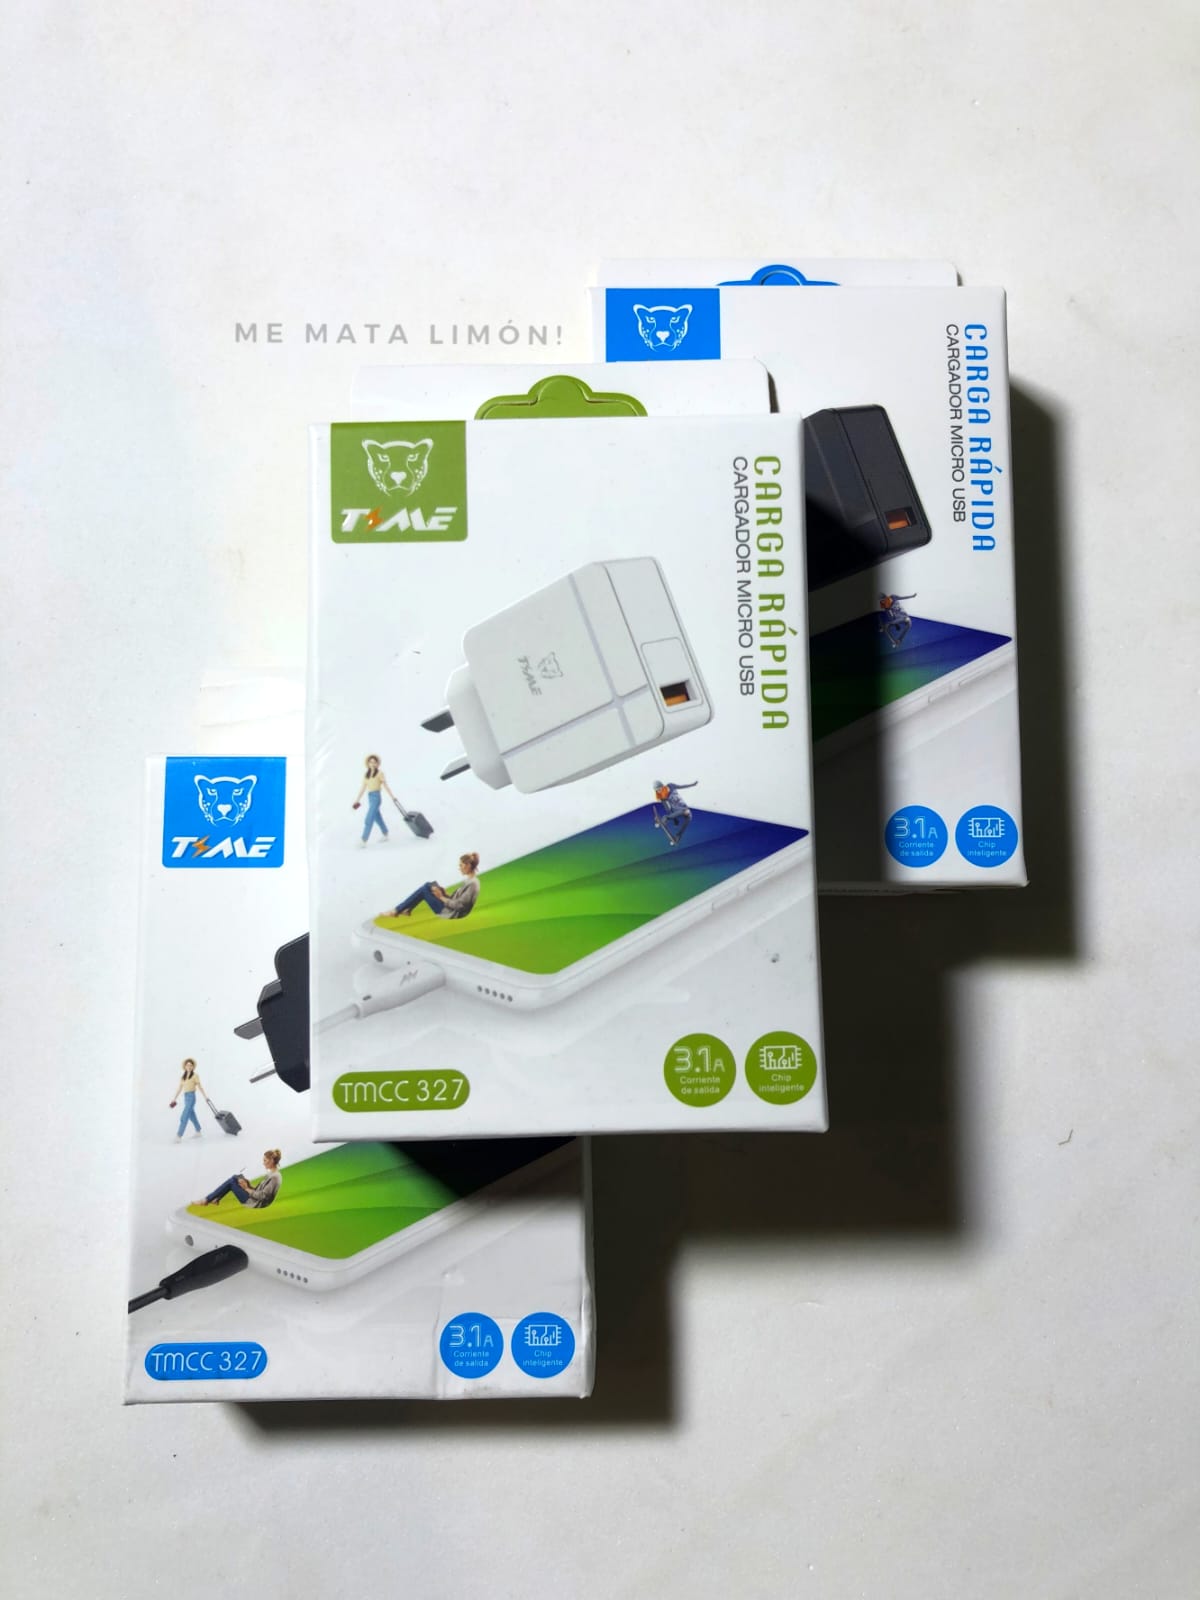 ME MATA LIMÓN!
CARGA RÁPIDA
CARGADOR MICRO USB
3.1A
Corriente
de salida
Chip
inteligente
TIME
CARGA RÁPIDA
CARGADOR MICRO USB
TIME
TMCC 327
3.1A
Corriente
de salida
Chip
inteligente
TIME
TMCC 327
3.1A
Corriente
de salida
Chip
inteligente